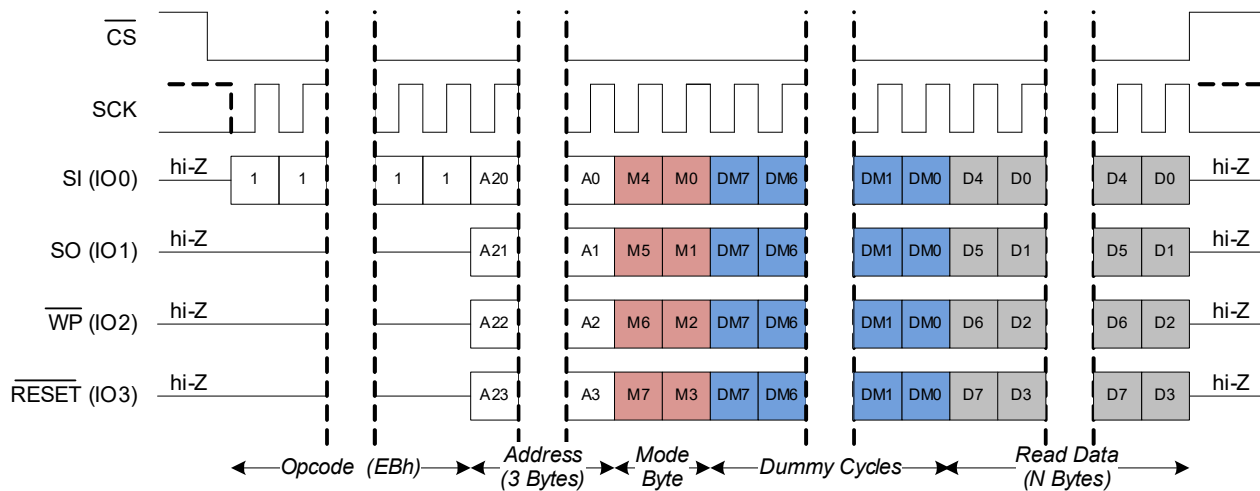 CS
SCK
SI (IO0) hi-Z 1 1 1 1 A20 A0 M4 M0 DM7 DM6 DM1 DM0 D4 D0 D4 D0 hi-Z
SO (IO1) hi-Z A21 A1 M5 M1 DM7 DM6 DM1 DM0 D5 D1 D5 D1 hi-Z
WP (IO2) hi-Z A22 A2 M6 M2 DM7 DM6 DM1 DM0 D6 D2 D6 D2 hi-Z
RESET (IO3) hi-Z A23 A3 M7 M3 DM7 DM6 DM1 DM0 D7 D3 D7 D3 hi-Z
Opcode (EBh) Address Mode Dummy Cycles Read Data
(3 Bytes) Byte (N Bytes)